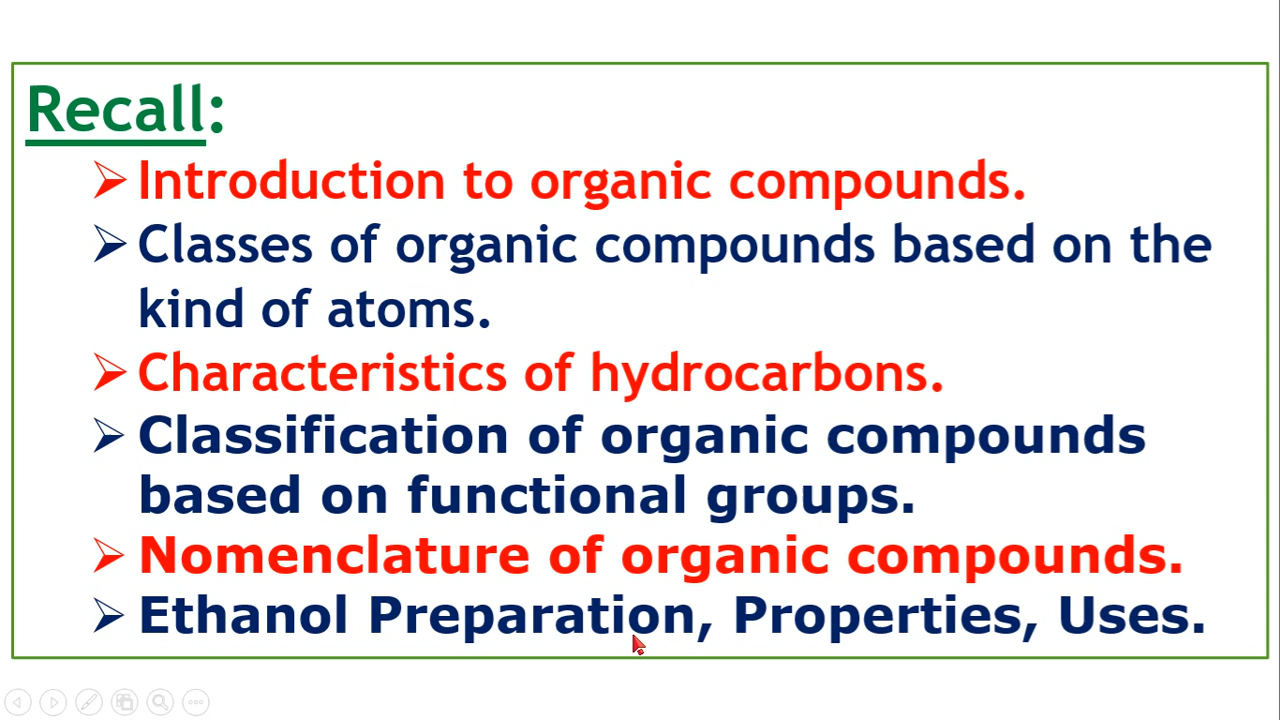 Recall:
➢ Introduction to organic compounds.
➢ Classes of organic compounds based on the
kind of atoms.
➢ Characteristics of hydrocarbons.
➢ Classification of organic compounds
based on functional groups.
➢ Nomenclature of organic compounds.
➢ Ethanol Preparation, Properties, Uses.